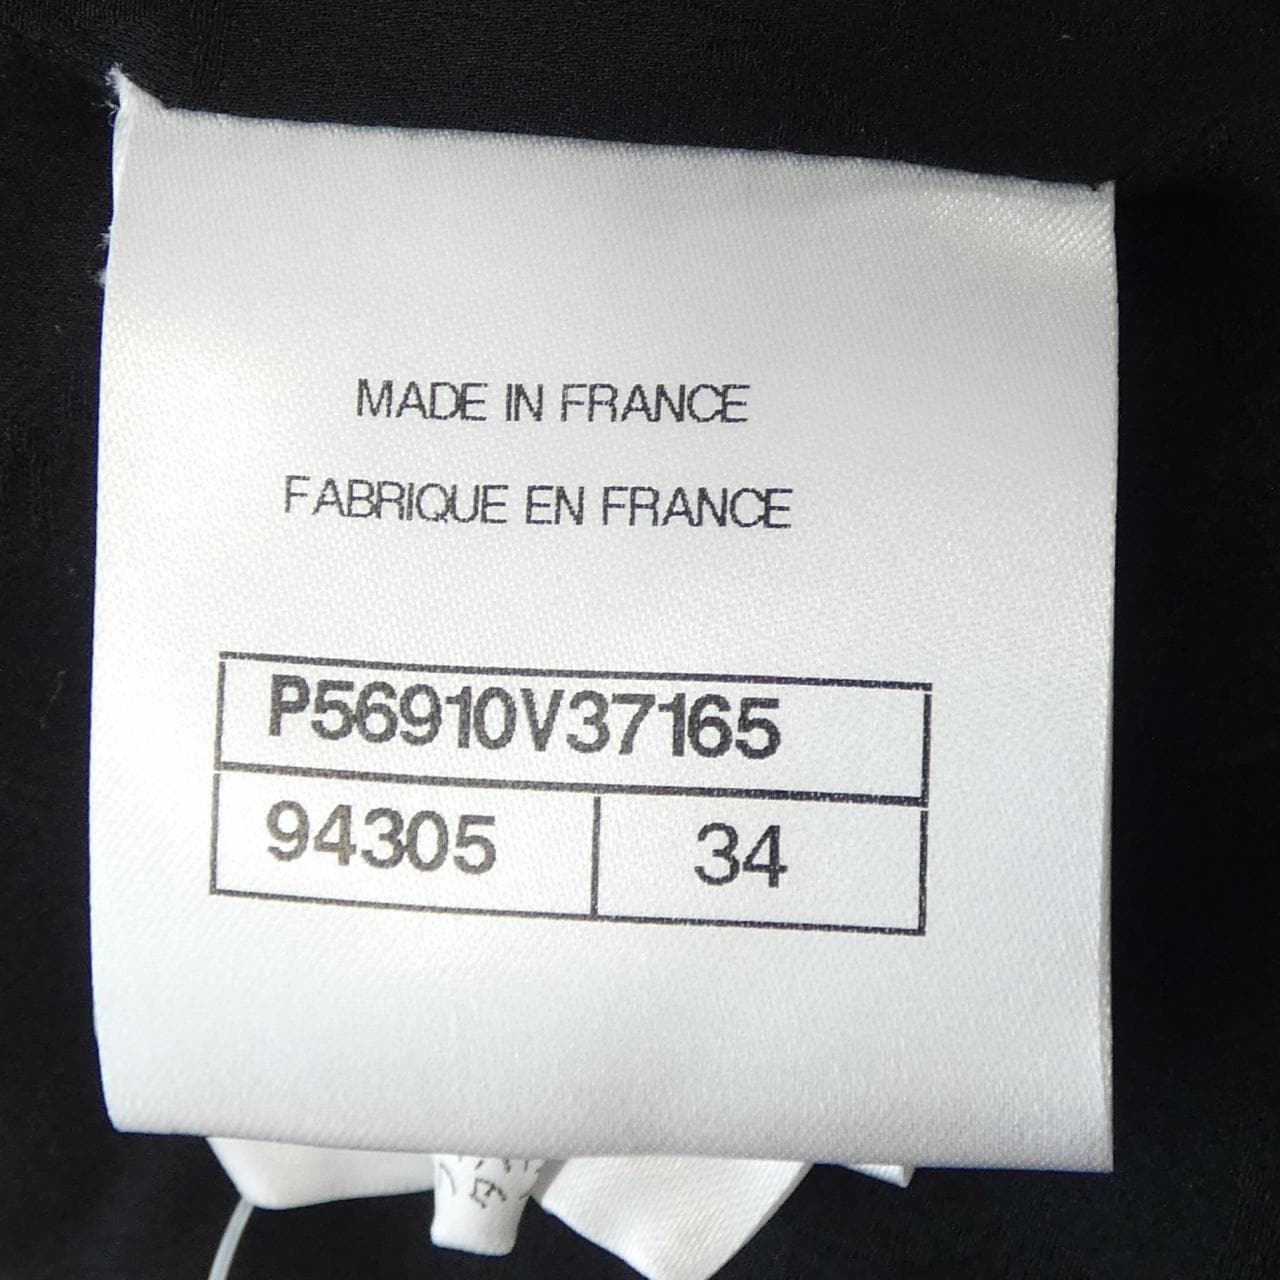 MADE IN FRANCE
FABRIQUE EN FRANCE
P56910V37165
94305 34